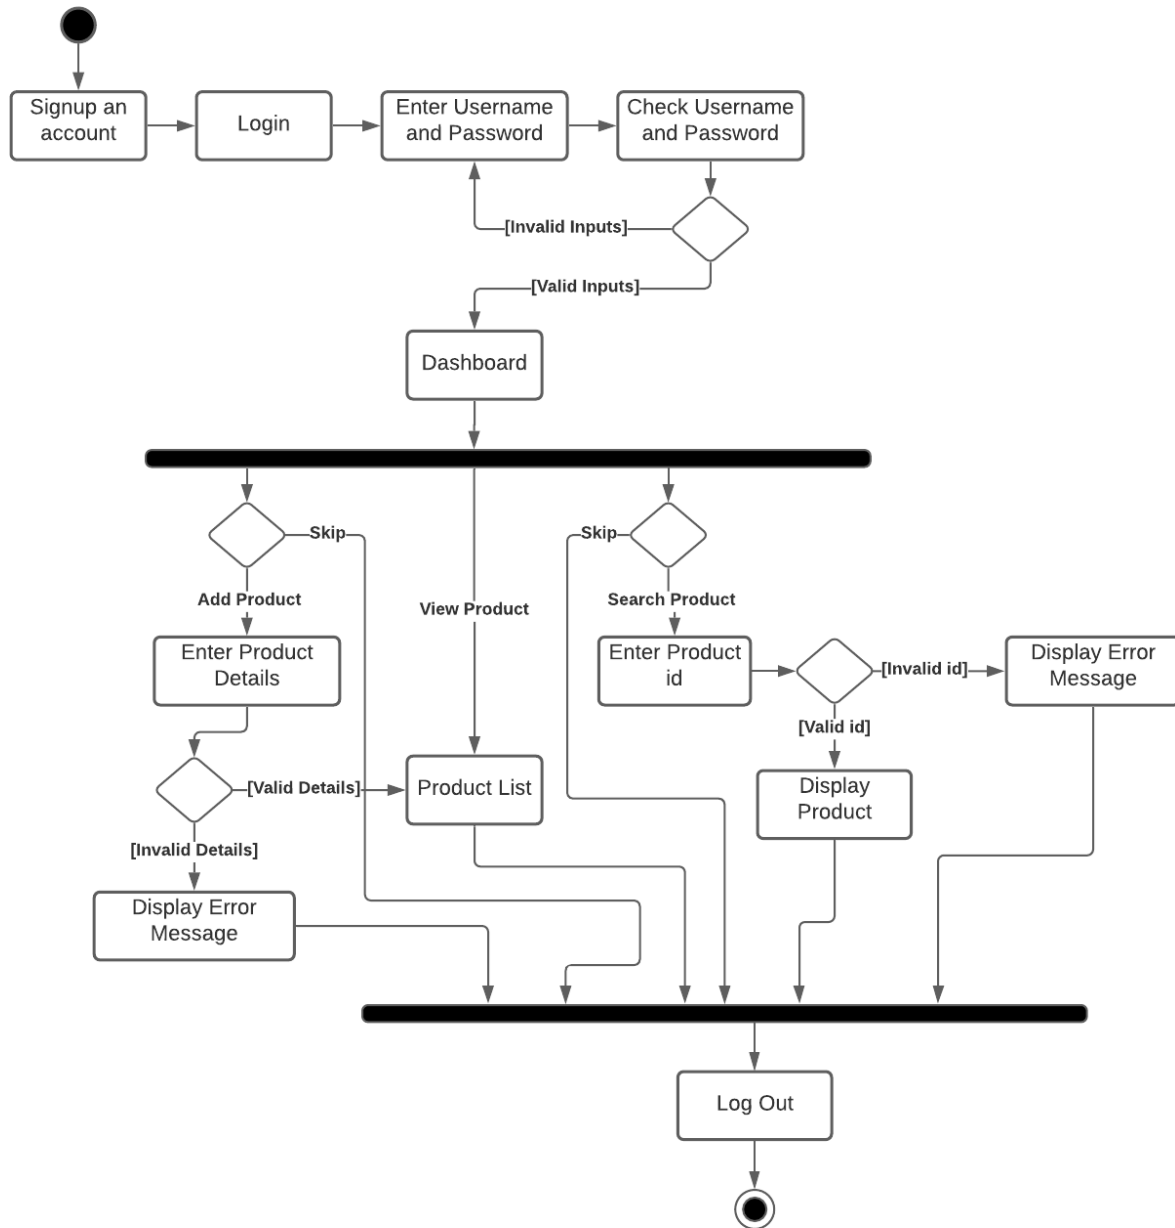 Signup an
account
Login
Enter Username
and Password
Check Username
and Password
[Invalid Inputs]
[Valid Inputs]
Dashboard
Skip
Skip
Add Product
View Product
Search Product
Enter Product
Details
Enter Product
id
[Invalid id]
Display Error
Message
[Valid id]
[Valid Details]
Product List
Display
Product
[Invalid Details]
Display Error
Message
Log Out